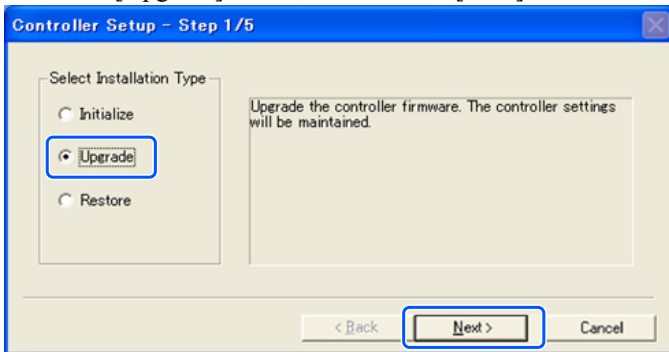 Controller Setup - Step 1/5
Select Installation Type
Initialize
Upgrade
Restore
Upgrade the controller firmware. The controller settings
will be maintained.
< Back
Next >
Cancel